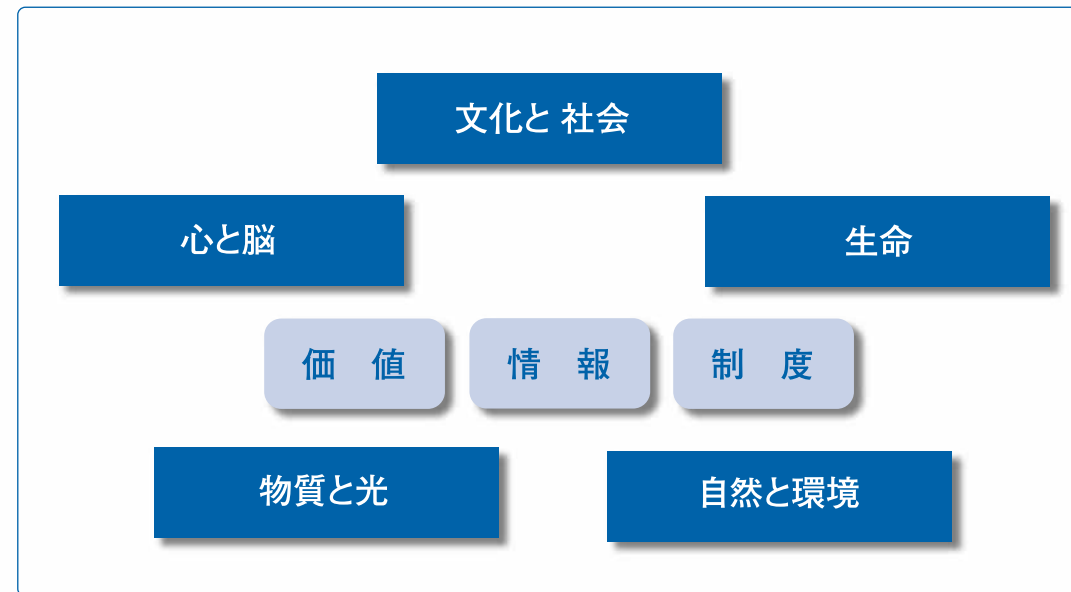 文化と 社会
心と脳
生命
価　値
情　報
制　度
物質と光
自然と環境